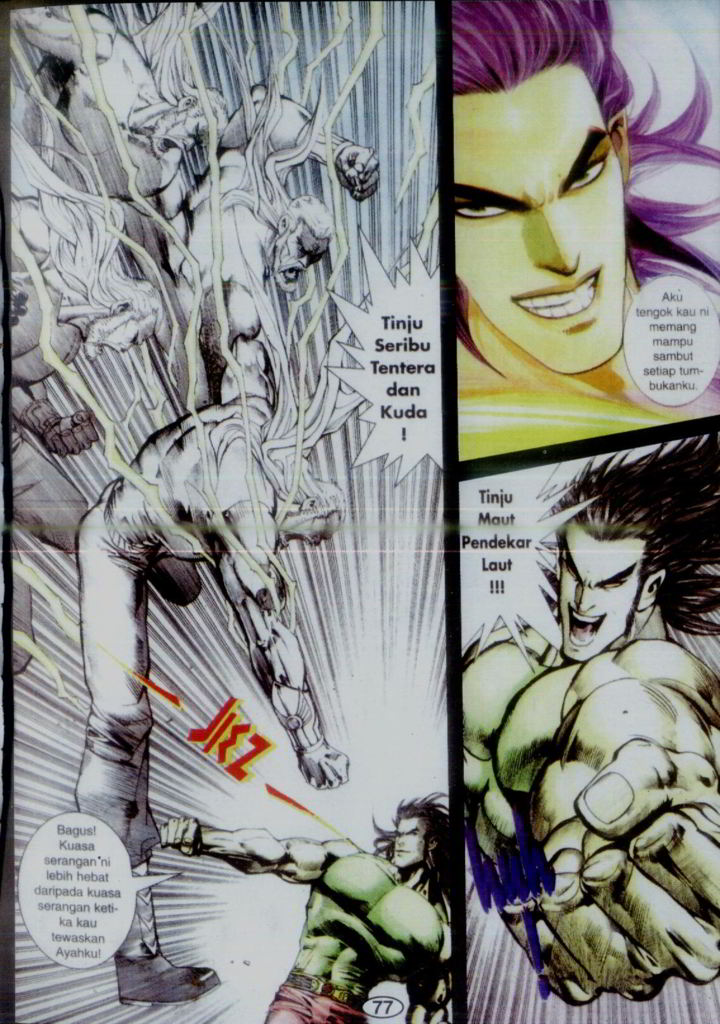 Tinju
Seribu
Tentera
dan
Kuda
!
JEZ
Bagus!
Kuasa
serangan ni
lebih hebat
daripada kuasa
serangan keti-
ka kau
tewaskan
Ayahku!
Aku
tengok kau ni
memang
mampu
sambut
setiap tum-
bukanku.
Tinju
Maut
Pendekar
Laut
!!!
77